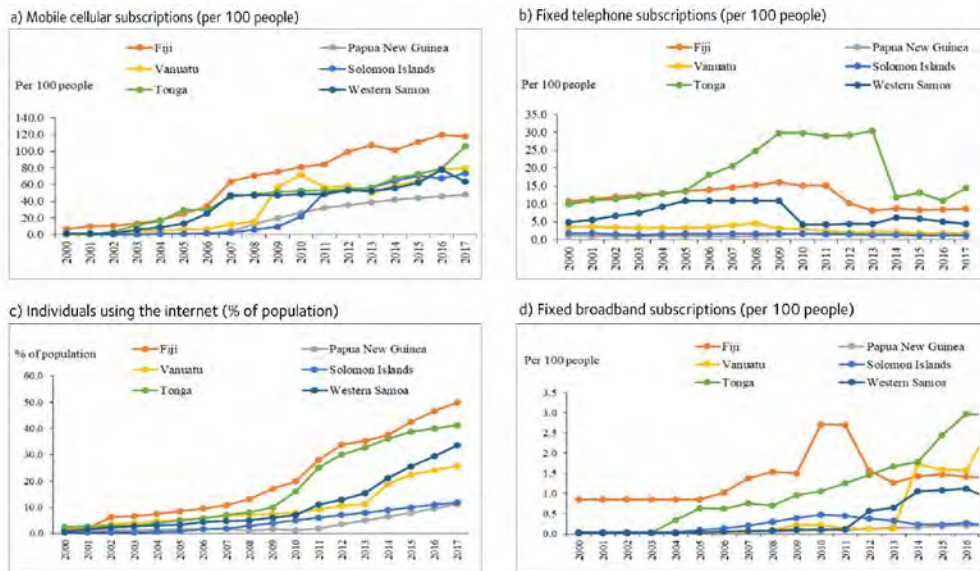 a) Mobile cellular subscriptions (per 100 people)
Fiji
Papua New Guinea
Vanuatu
Solomon Islands
Tonga
Western Samoa
Per 100 people
140.0
120.0
100.0
80.0
60.0
40.0
20.0
0.0
2000 2001 2002 2003 2004 2005 2006 2007 2008 2009 2010 2011 2012 2013 2014 2015 2016 2017
b) Fixed telephone subscriptions (per 100 people)
Fiji
Papua New Guinea
Vanuatu
Solomon Islands
Tonga
Western Samoa
Per 100 people
35.0
30.0
25.0
20.0
15.0
10.0
5.0
0.0
2000 2001 2002 2003 2004 2005 2006 2007 2008 2009 2010 2011 2012 2013 2014 2015 2016 2017
c) Individuals using the internet (% of population)
% of population
Fiji
Papua New Guinea
Vanuatu
Solomon Islands
Tonga
Western Samoa
60.0
50.0
40.0
30.0
20.0
10.0
0.0
2000 2001 2002 2003 2004 2005 2006 2007 2008 2009 2010 2011 2012 2013 2014 2015 2016 2017
d) Fixed broadband subscriptions (per 100 people)
Per 100 people
Fiji
Papua New Guinea
Vanuatu
Solomon Islands
Tonga
Western Samoa
3.5
3.0
2.5
2.0
1.5
1.0
0.5
0.0
2000 2001 2002 2003 2004 2005 2006 2007 2008 2009 2010 2011 2012 2013 2014 2015 2016